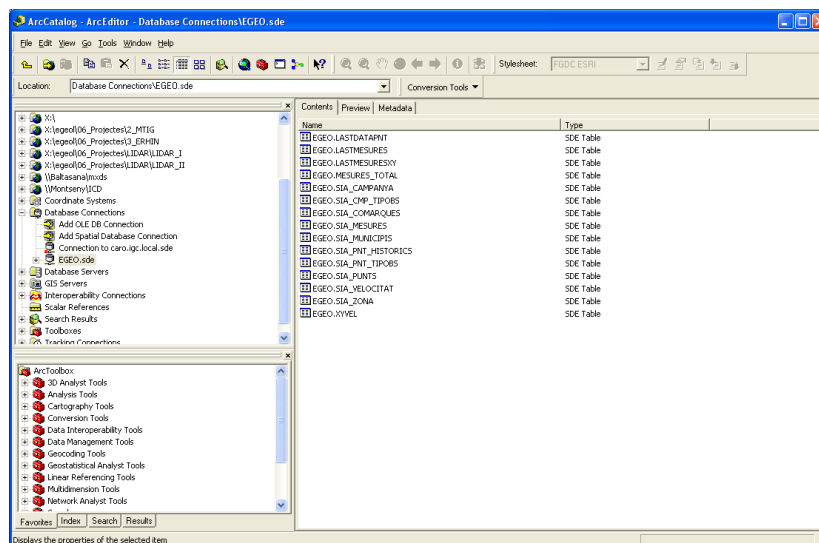 ArcCatalog - ArcEditor - Database Connections\EGEO.sde
File Edit View Go Tools Window Help
Stylesheet: FGDC ESRI
Location: Database Connections\EGEO.sde
Conversion Tools
X:\
X:\egeol\06_Projectes\2_MTIG
X:\egeol\06_Projectes\3_ERHIN
X:\egeol\06_Projectes\LIDAR\LIDAR_I
X:\egeol\06_Projectes\LIDAR\LIDAR_II
\\Baltasana\mxds
\\Montseny\ICD
Coordinate Systems
Database Connections
Add OLE DB Connection
Add Spatial Database Connection
Connection to caro.igc.local.sde
EGEO.sde
Database Servers
GIS Servers
Interoperability Connections
Scalar References
Search Results
Toolboxes
Tracking Connections
Contents Preview Metadata
Name Type
EGEO.LASTDATAPNT SDE Table
EGEO.LASTMESURES SDE Table
EGEO.LASTMESURESXY SDE Table
EGEO.MESURES_TOTAL SDE Table
EGEO.SIA_CAMPANYA SDE Table
EGEO.SIA_CMP_TIPOBS SDE Table
EGEO.SIA_COMARQUES SDE Table
EGEO.SIA_MESURES SDE Table
EGEO.SIA_MUNICIPIS SDE Table
EGEO.SIA_PNT_HISTORICS SDE Table
EGEO.SIA_PNT_TIPOBS SDE Table
EGEO.SIA_PUNTS SDE Table
EGEO.SIA_VELOCITAT SDE Table
EGEO.SIA_ZONA SDE Table
EGEO.XYVEL SDE Table
ArcToolbox
3D Analyst Tools
Analysis Tools
Cartography Tools
Conversion Tools
Data Interoperability Tools
Data Management Tools
Geocoding Tools
Geostatistical Analyst Tools
Linear Referencing Tools
Multidimension Tools
Network Analyst Tools
Favorites Index Search Results
Displays the properties of the selected item